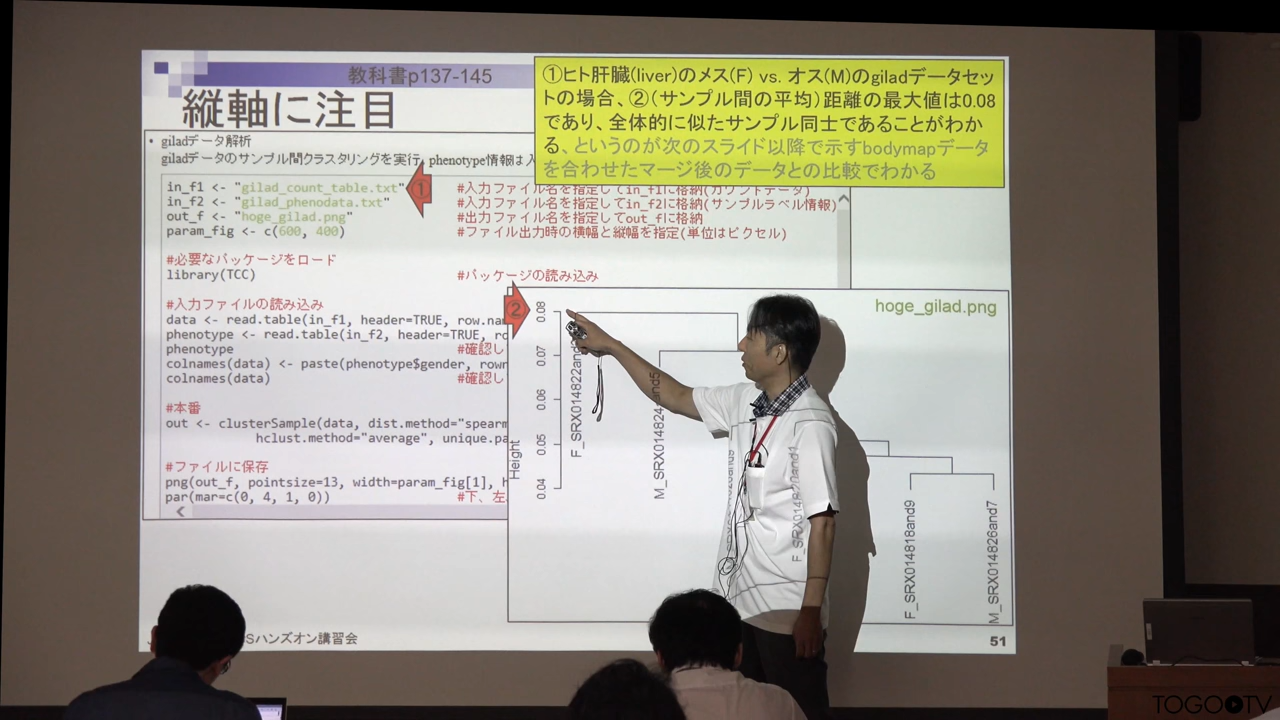 教科書p137-145
縦軸に注目
①ヒト肝臓(liver)のメス(F) vs. オス(M)のgiladデータセッ
トの場合、②(サンプル間の平均)距離の最大値は0.08
であり、全体的に似たサンプル同士であることがわか
る、というのが次のスライド以降で示すbodymapデータ
を合わせたマージ後のデータとの比較でわかる
• giladデータ解析
giladデータのサンプル間クラスタリングを実行。phenotype情報は入
in_f1 <- "gilad_count_table.txt" #入力ファイル名を指定してin_f1に格納(カウントデータ)
①
in_f2 <- "gilad_phenodata.txt" #入力ファイル名を指定してin_f2に格納(サンプルラベル情報)
out_f <- "hoge_gilad.png" #出力ファイル名を指定してout_fに格納
param_fig <- c(600, 400) #ファイル出力時の横幅と縦幅を指定(単位はピクセル)
#必要なパッケージをロード
library(TCC) #パッケージの読み込み
#入力ファイルの読み込み
data <- read.table(in_f1, header=TRUE, row.na
phenotype <- read.table(in_f2, header=TRUE, ro
phenotype #確認し
colnames(data) <- paste(phenotype$gender, rown
colnames(data) #確認し
#本番
out <- clusterSample(data, dist.method="spearm
hclust.method="average", unique.pa
#ファイルに保存
png(out_f, pointsize=13, width=param_fig[1], h
par(mar=c(0, 4, 1, 0)) #下、左
②
hoge_gilad.png
Height
0.08
0.07
0.06
0.05
0.04
F_SRX014822and
M_SRX014824and5
F_SRX014818and9
M_SRX014826and7
Sハンズオン講習会
51
TOGOTV